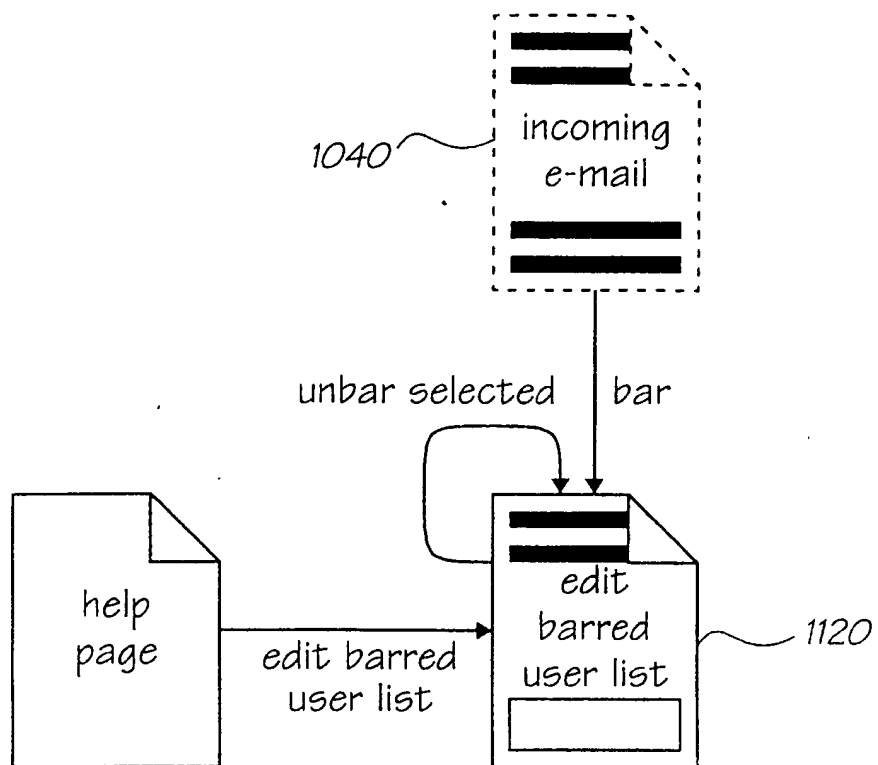 1040
incoming
e-mail
unbar selected
bar
help
page
edit barred
user list
edit
barred
user list
1120